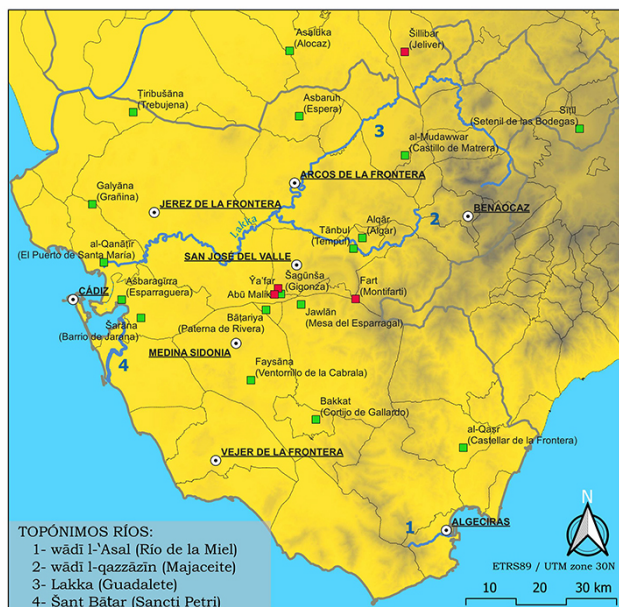 Asaluka
(Alocaz)
Šillibar
(Jeliver)
Ṭiribušāna
(Trebujena)
Asbaruh
(Espera)
(Setenil de las Bodegas)
3
al-Mudawwar
(Castillo de Matrera)
ARCOS DE LA FRONTERA
Galyāna
(Grañina)
JEREZ DE LA FRONTERA
2
BENAOCAZ
Lakka
Alqār
(Algar)
Tānbul
(Tempul)
al-Qanāṭir
(El Puerto de Santa María)
SAN JOSÉ DEL VALLE
CÁDIZ
Ašbaragīrra
(Esparraguera)
Ŷa'far
Šagūnša
(Gigonza)
Abū Malik
Fart
(Montifarti)
Šarāna
(Barrio de Jarana)
Bāṭariya
(Paterna de Rivera)
Jawlān
(Mesa del Esparragal)
4
MEDINA SIDONIA
Faysāna
(Ventorrillo de la Cabrala)
Bakkat
(Cortijo de Gallardo)
al-Qaṣr
(Castellar de la Frontera)
VEJER DE LA FRONTERA
1
ALGECIRAS
N
TOPÓNIMOS RÍOS:
1- wādī l-'Asal (Río de la Miel)
2- wādī l-qazzāzīn (Majaceite)
3- Lakka (Guadalete)
4- Šant Bāṭar (Sancti Petri)
ETRS89 / UTM zone 30N
10 20 30 km